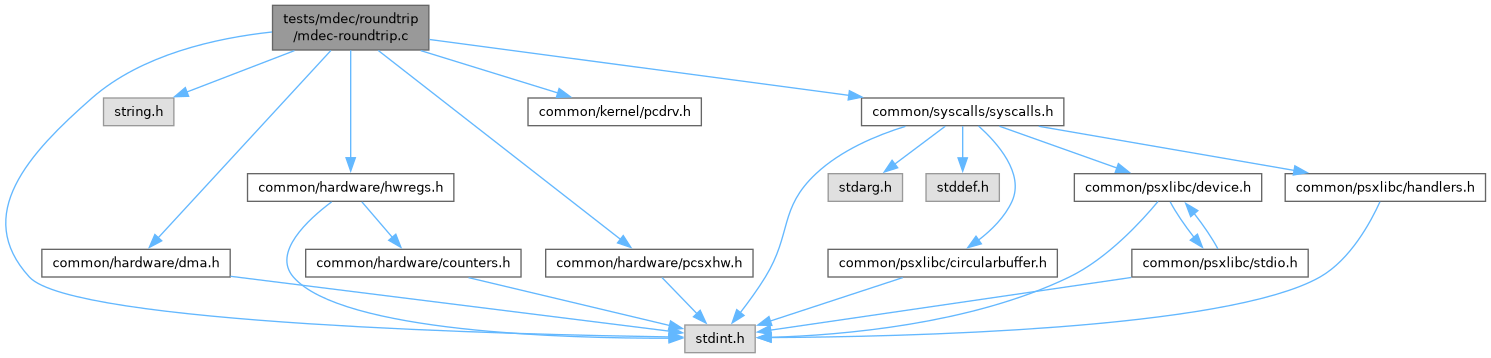 tests/mdec/roundtrip
/mdec-roundtrip.c
string.h
common/kernel/pcdrv.h
common/syscalls/syscalls.h
common/hardware/hwregs.h
stdarg.h
stddef.h
common/psxlibc/device.h
common/psxlibc/handlers.h
common/hardware/dma.h
common/hardware/counters.h
common/hardware/pcsxhw.h
common/psxlibc/circularbuffer.h
common/psxlibc/stdio.h
stdint.h